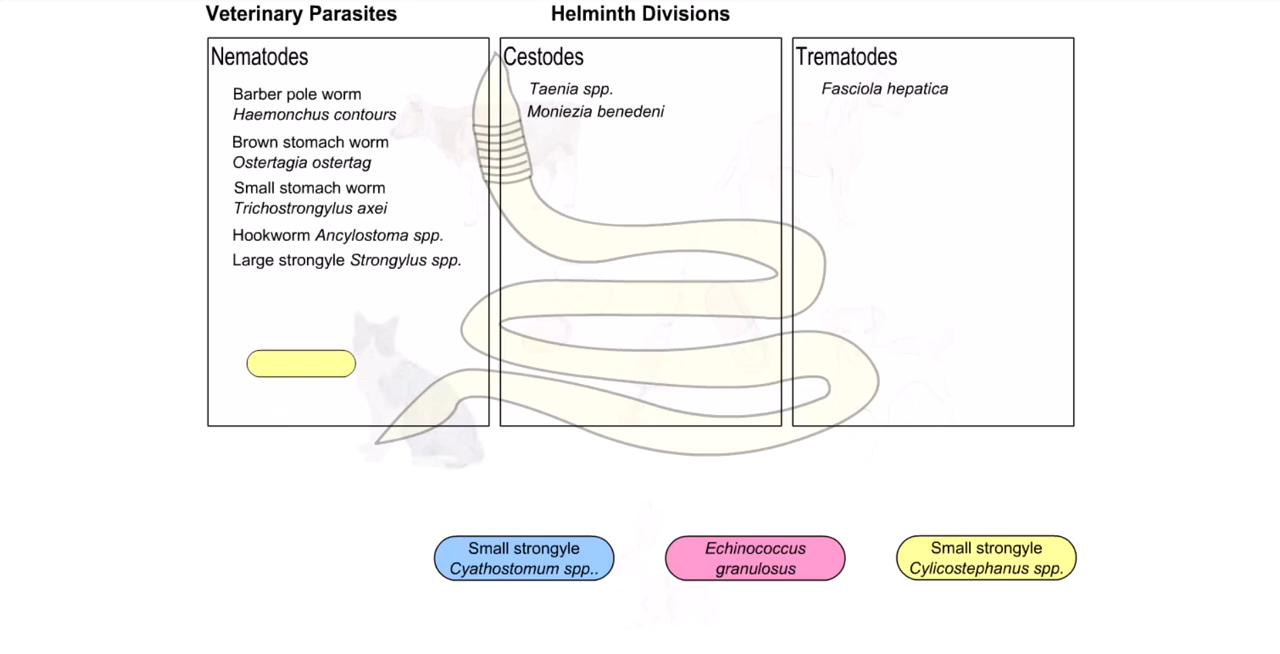 Veterinary Parasites
Helminth Divisions
Nematodes
Barber pole worm
Haemonchus contours
Brown stomach worm
Ostertagia ostertag
Small stomach worm
Trichostrongylus axei
Hookworm Ancylostoma spp.
Large strongyle Strongylus spp.
Cestodes
Taenia spp.
Moniezia benedeni
Trematodes
Fasciola hepatica
Small strongyle
Cyathostomum spp..
Echinococcus
granulosus
Small strongyle
Cylicostephanus spp.